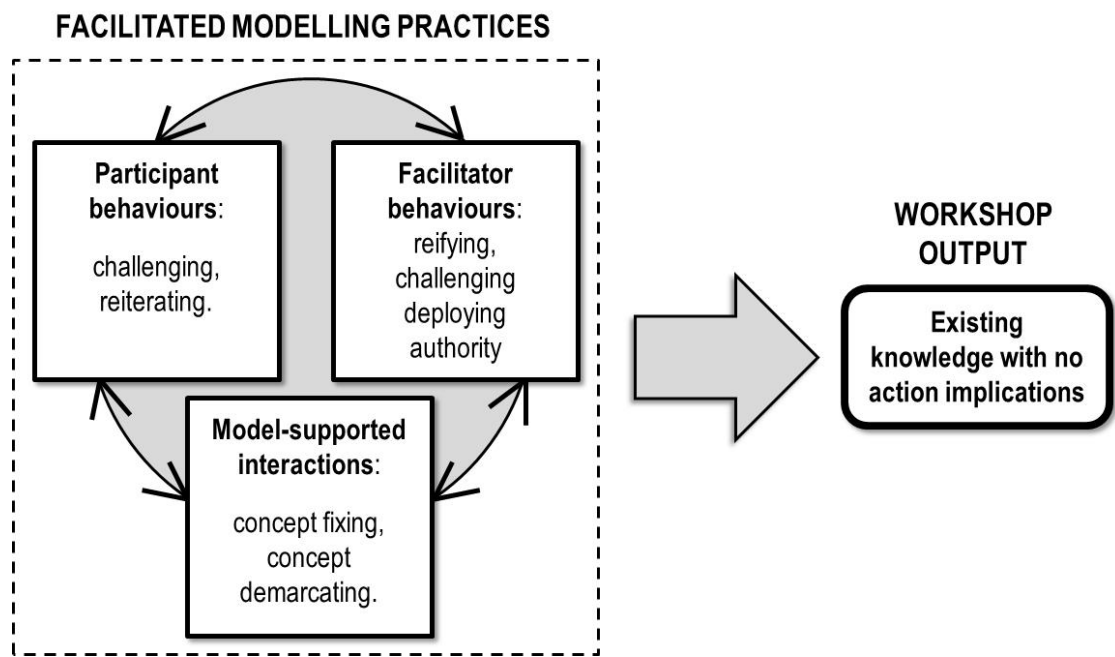 FACILITATED MODELLING PRACTICES
Participant
behaviours:
challenging,
reiterating.
Facilitator
behaviours:
reifying,
challenging
deploying
authority
Model-supported
interactions:
concept fixing,
concept
demarcating.
WORKSHOP
OUTPUT
Existing
knowledge with no
action implications